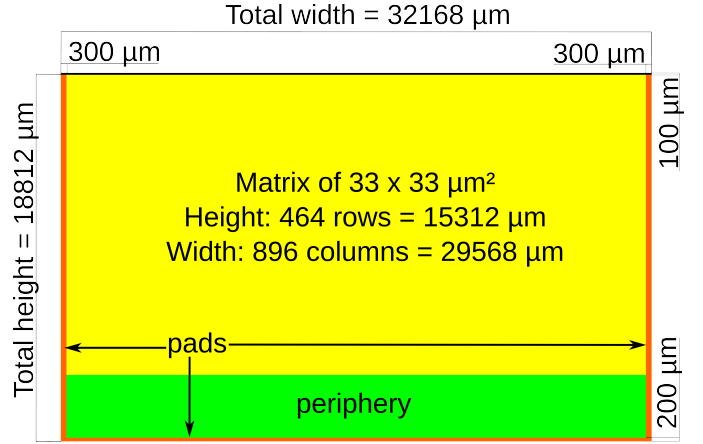 Total width = 32168 µm
300 µm
300 µm
Total height = 18812 µm
100 µm
Matrix of 33 x 33 µm²
Height: 464 rows = 15312 µm
Width: 896 columns = 29568 µm
pads
200 µm
periphery